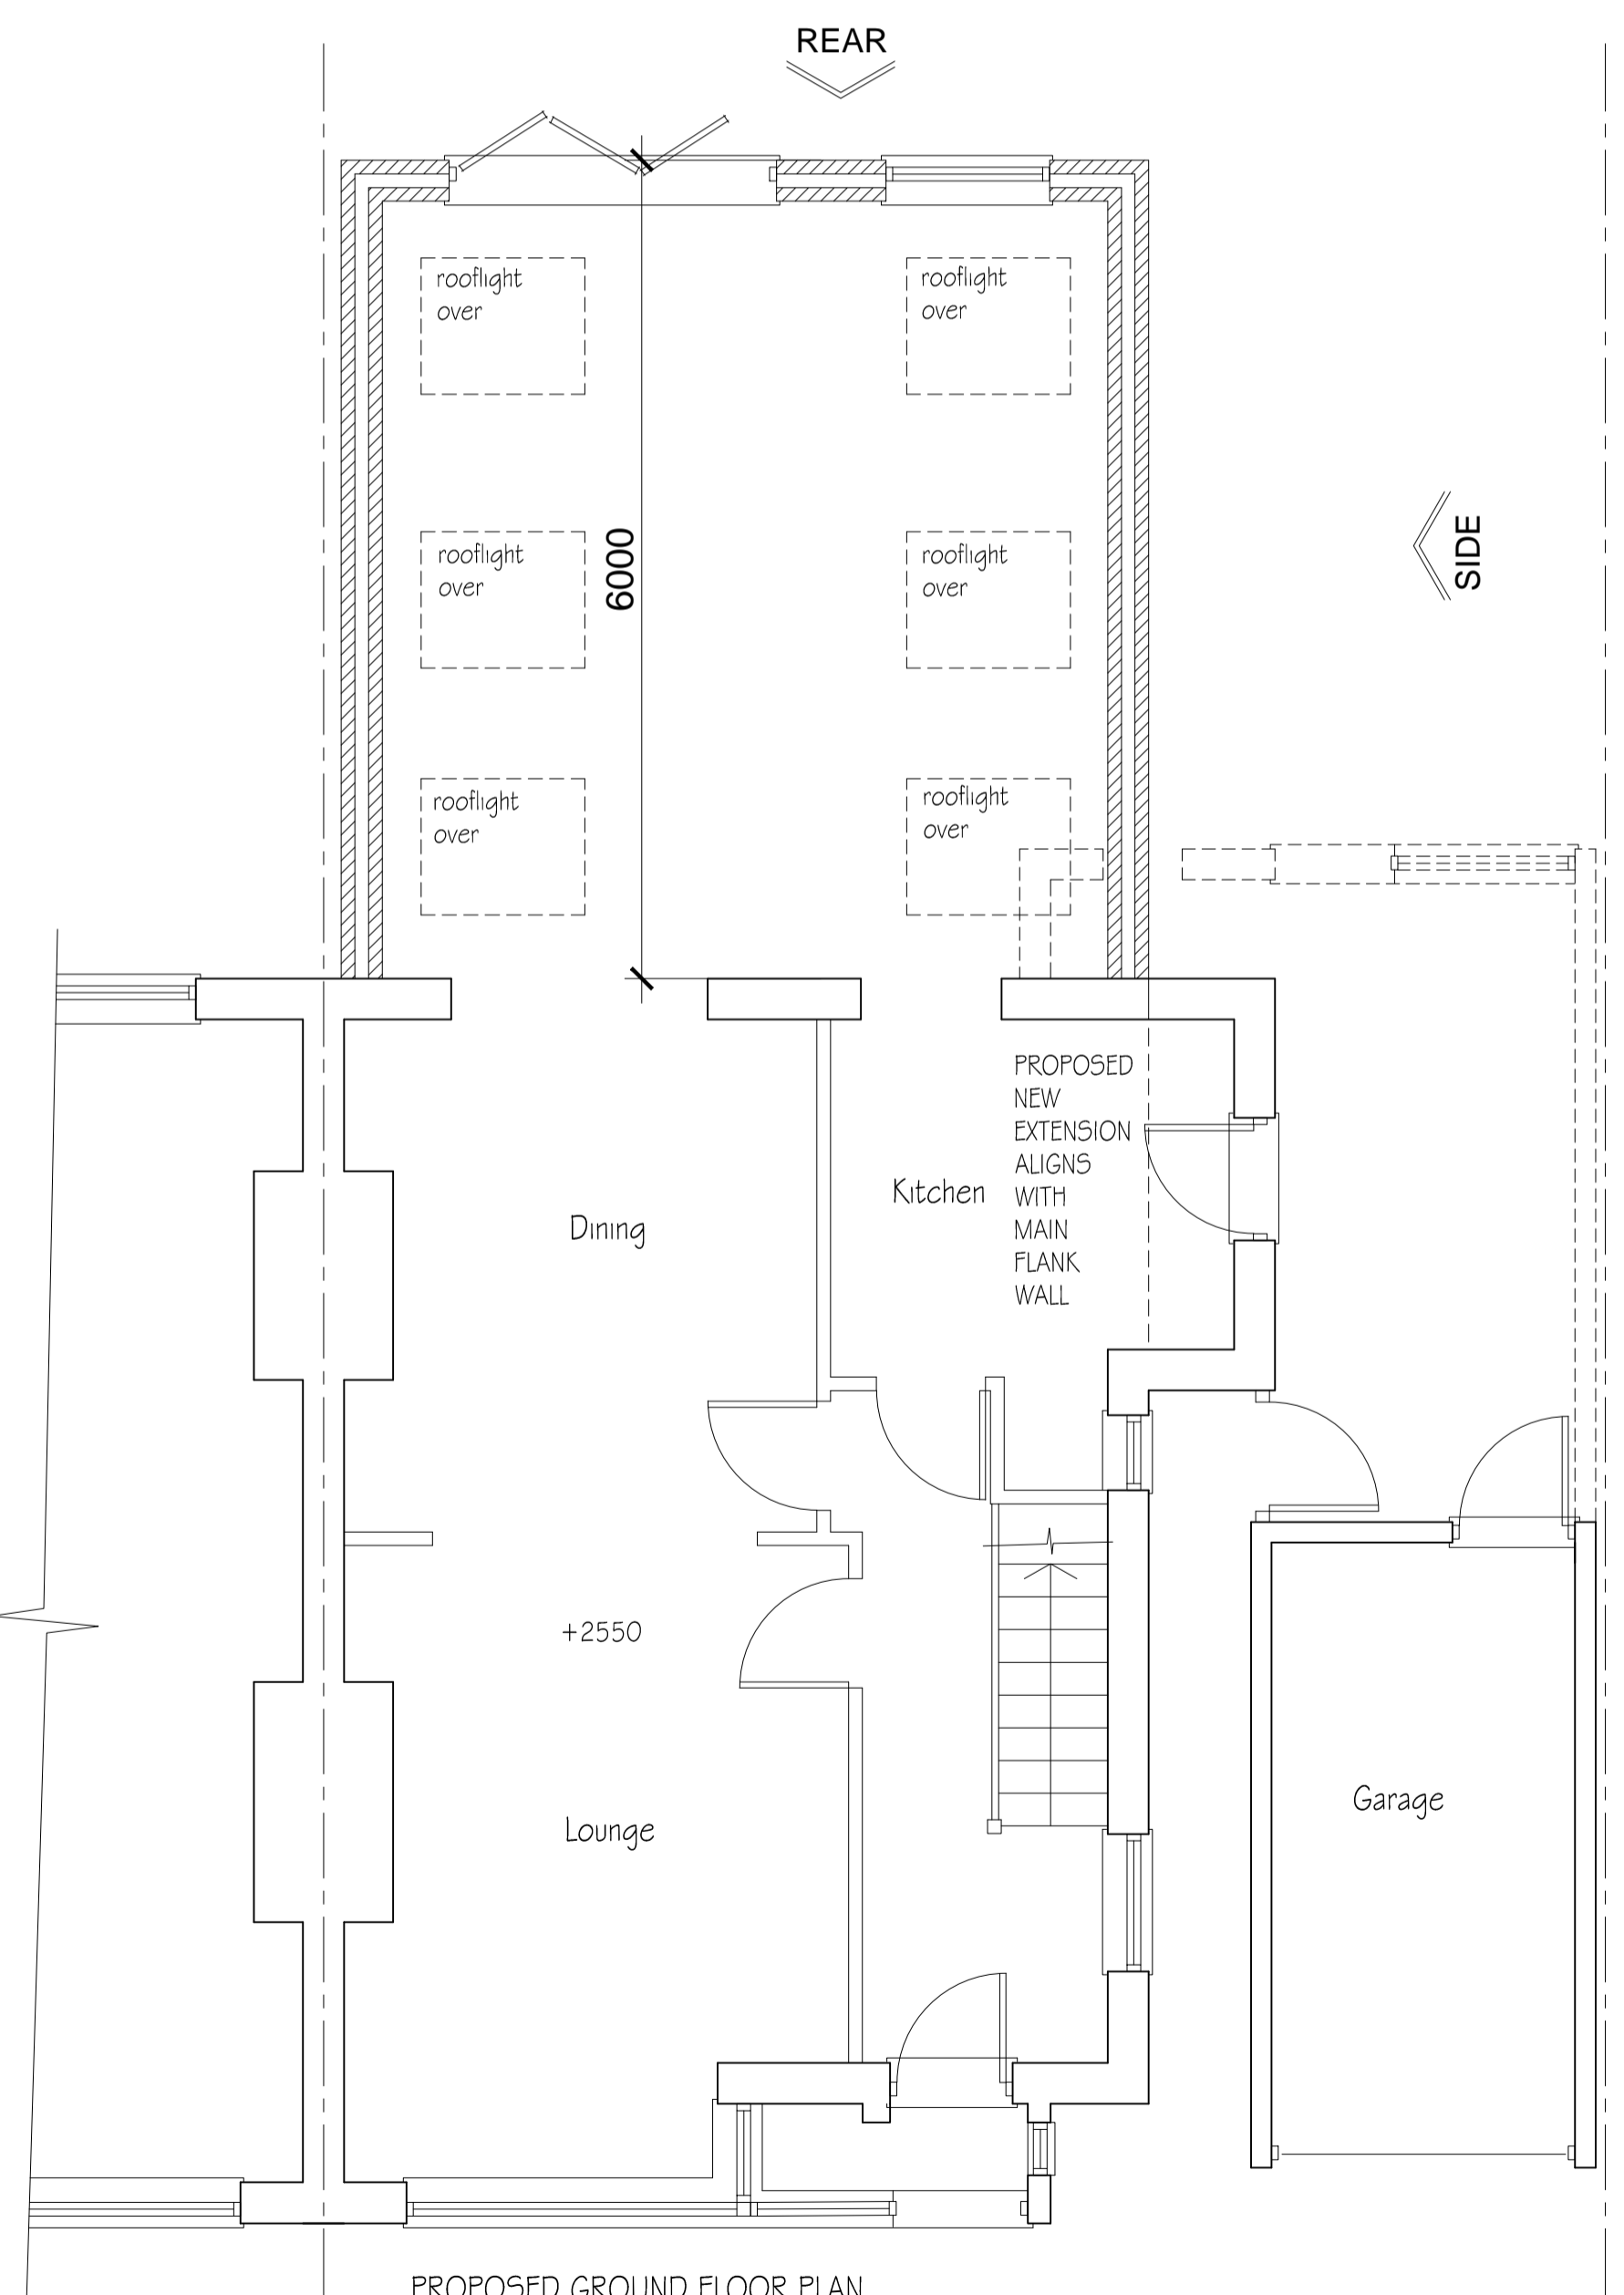 REAR
rooflight
over
rooflight
over
6000
rooflight
over
rooflight
over
SIDE
rooflight
over
rooflight
over
PROPOSED
NEW
EXTENSION
ALIGNS
WITH
MAIN
FLANK
WALL
Kitchen
Dining
+2550
Lounge
Garage
PROPOSED GROUND FLOOR PLAN